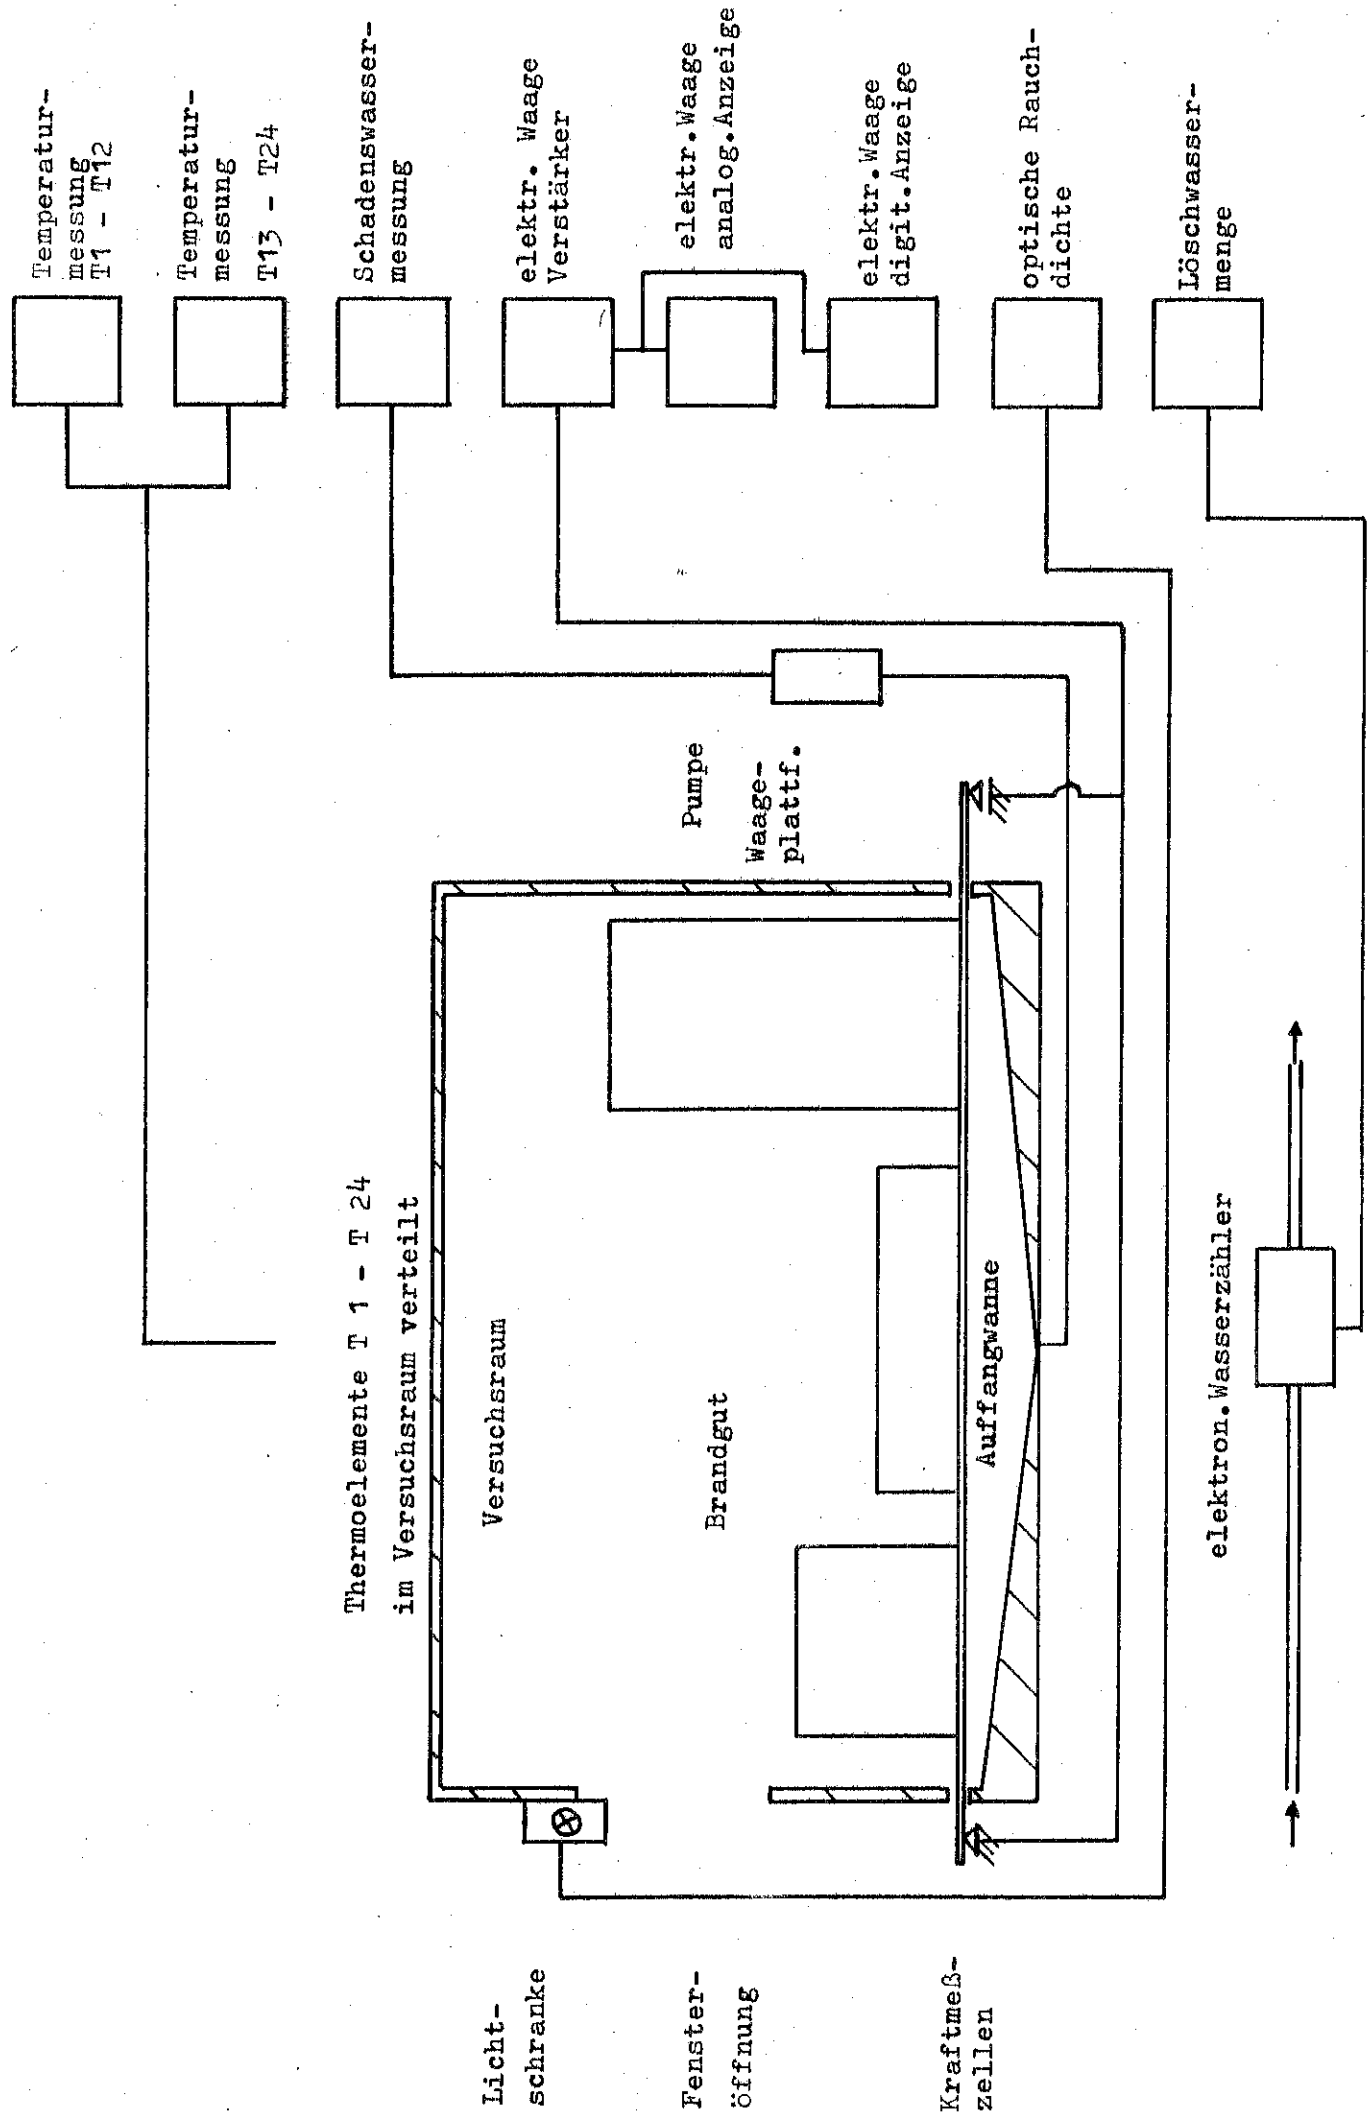 Temperatur-
messung
T1 - T12
Temperatur-
messung
T13 - T24
Schadenswasser-
messung
elektr. Waage
Verstärker
elektr.Waage
analog.Anzeige
elektr.Waage
digit.Anzeige
optische Rauch-
dichte
Löschwasser-
menge
Pumpe
Waage-
plattf.
Thermoelemente T 1 - T 24
im Versuchsraum verteilt
Versuchsraum
Brandgut
Auffangwanne
elektron.Wasserzähler
Licht-
schranke
Fenster-
öffnung
Kraftmeß-
zellen